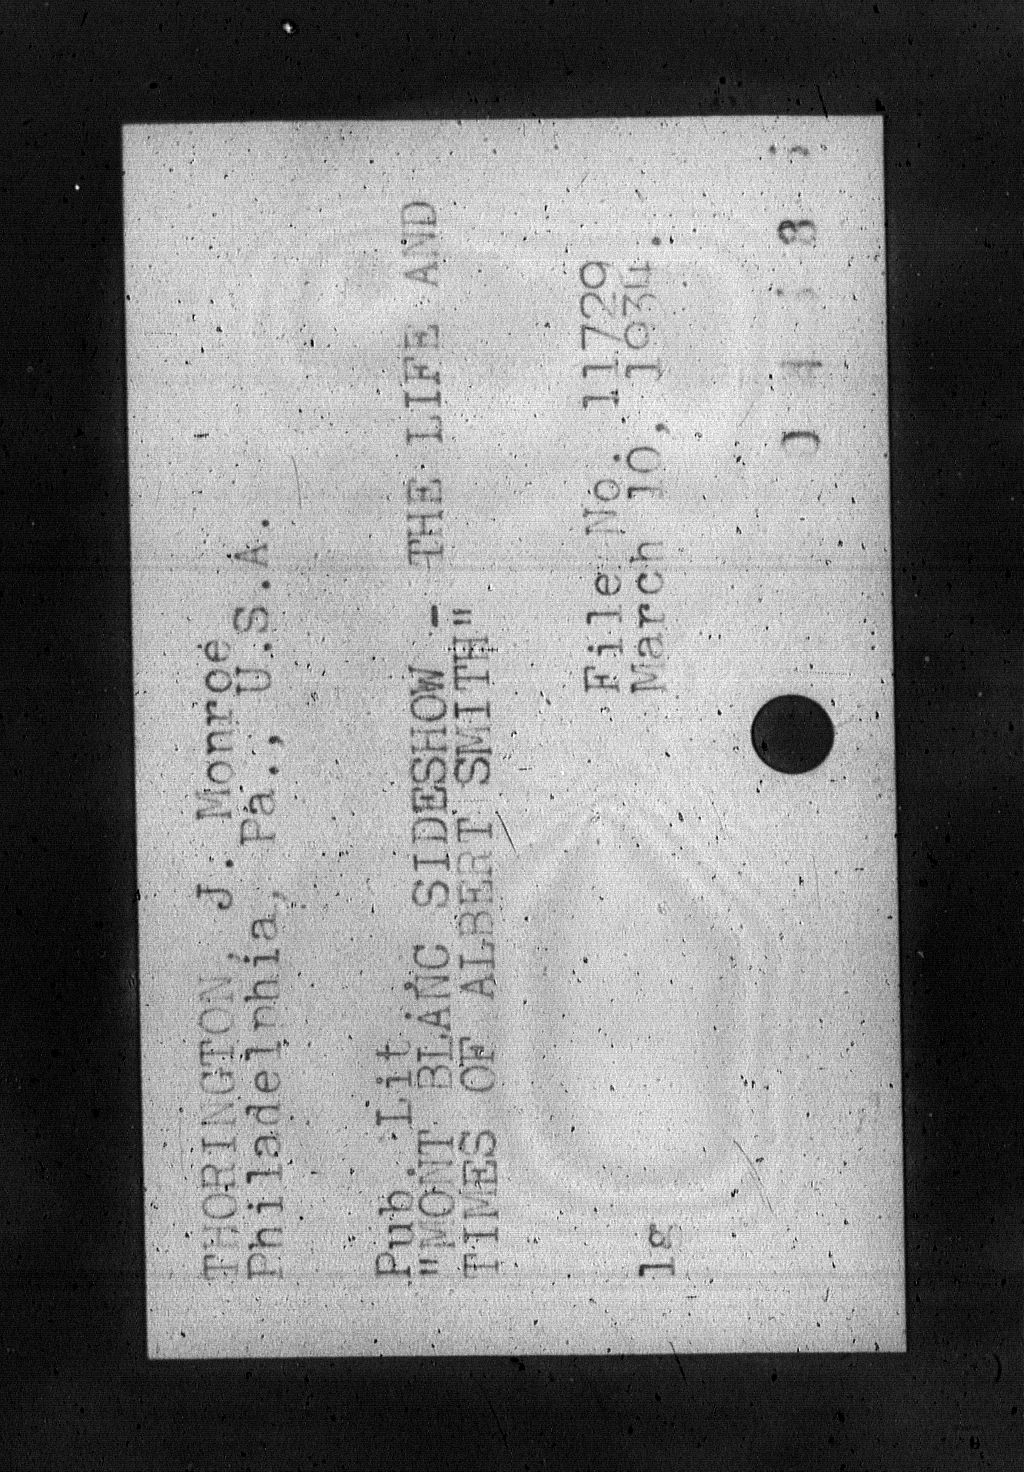 THORINGTON, J. Monroe
Philadelphia, Pa., U.S.A.
Pub. Lit.
"MONT BLANC SIDESHOW - THE LIFE AND
TIMES OF ALBERT SMITH"
File No. 11729
March 10, 1934.
lg